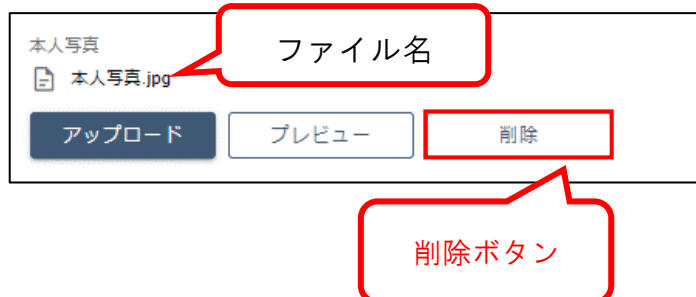 本人写真
ファイル名
本人写真.jpg
アップロード
プレビュー
削除
削除ボタン